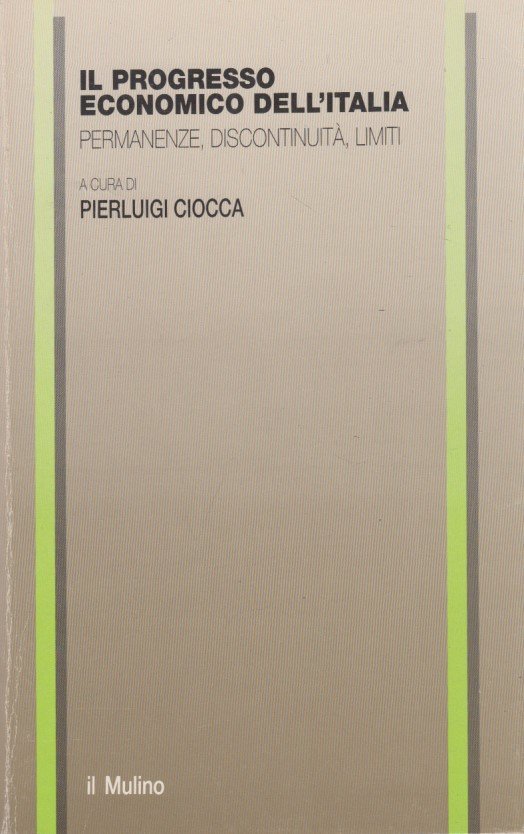 IL PROGRESSO
ECONOMICO DELL'ITALIA
PERMANENZE, DISCONTINUITÀ, LIMITI
A CURA DI
PIERLUIGI CIOCCA
il Mulino